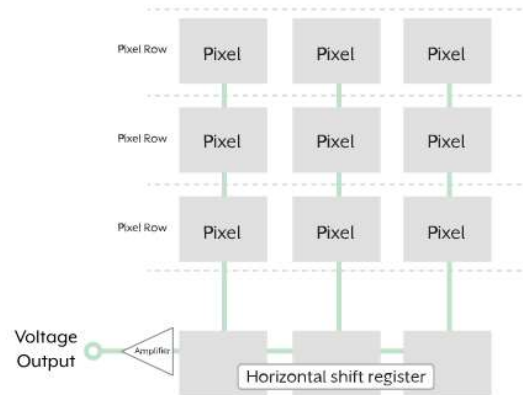 Pixel Row Pixel Pixel Pixel
Pixel Row Pixel Pixel Pixel
Pixel Row Pixel Pixel Pixel
Voltage
Output
Amplifier
Horizontal shift register